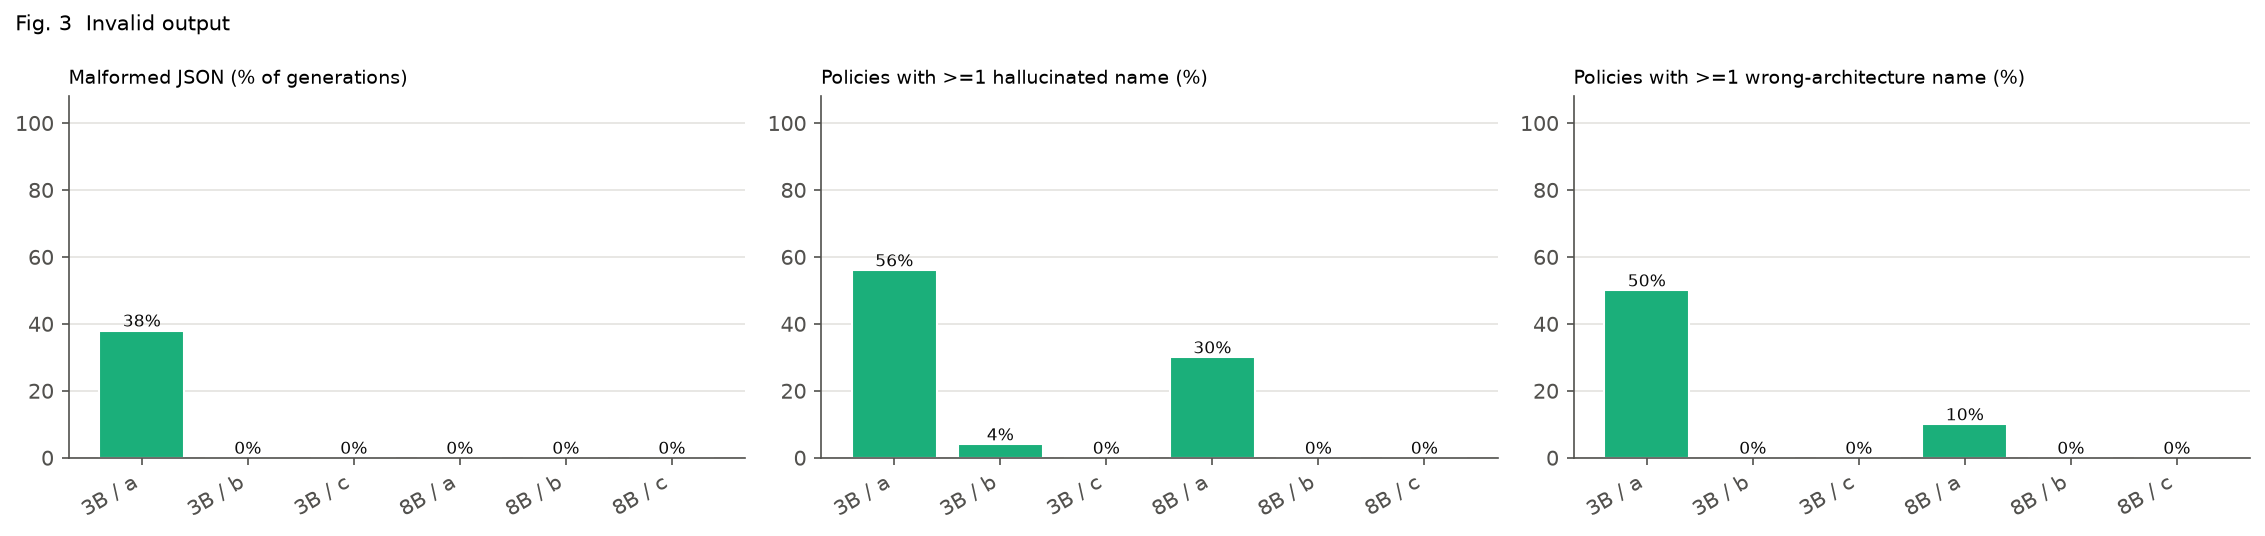 Fig. 3  Invalid output
Malformed JSON (% of generations)
100
80
60
40
20
0
38%
0%
0%
0%
0%
0%
3B / a
3B / b
3B / c
8B / a
8B / b
8B / c
Policies with >=1 hallucinated name (%)
100
80
60
40
20
0
56%
4%
0%
30%
0%
0%
3B / a
3B / b
3B / c
8B / a
8B / b
8B / c
Policies with >=1 wrong-architecture name (%)
100
80
60
40
20
0
50%
0%
0%
10%
0%
0%
3B / a
3B / b
3B / c
8B / a
8B / b
8B / c